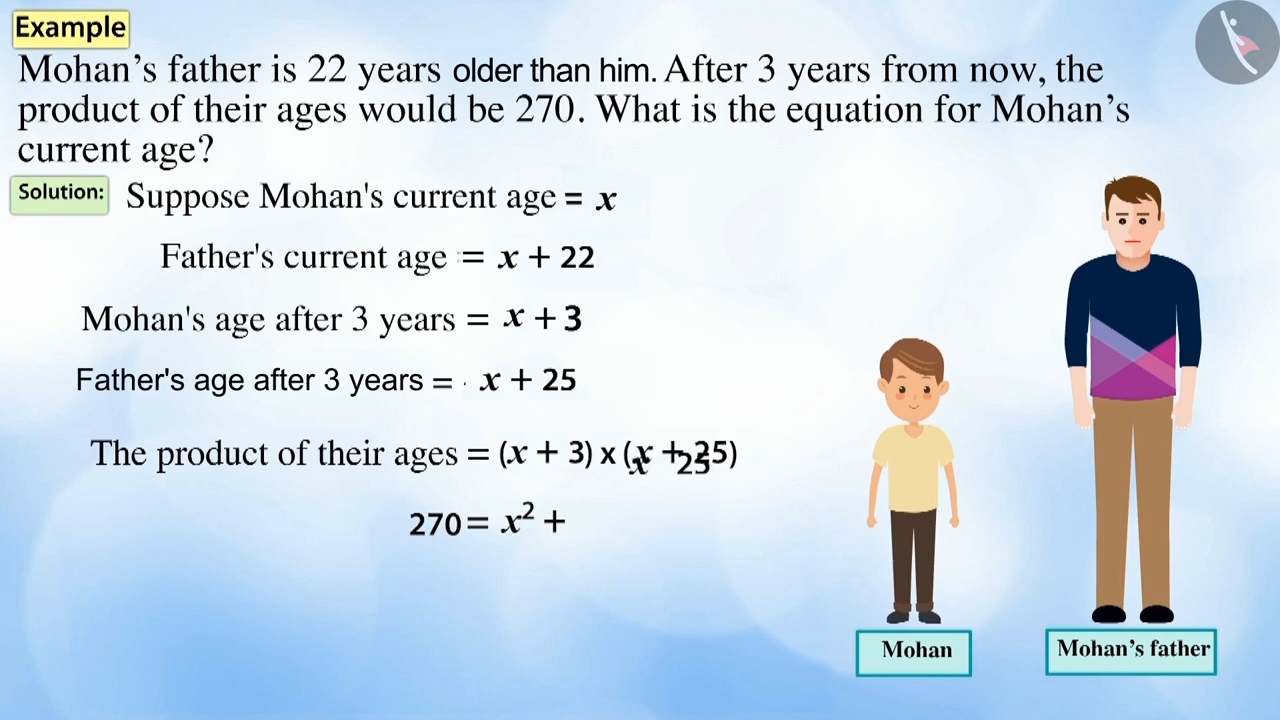 Example
Mohan’s father is 22 years older than him. After 3 years from now, the
product of their ages would be 270. What is the equation for Mohan’s
current age?
Solution: Suppose Mohan's current age = x
Father's current age = x + 22
Mohan's age after 3 years = x + 3
Father's age after 3 years = x + 25
The product of their ages = (x + 3) x (x + 25)
270 = x² +
Mohan
Mohan’s father